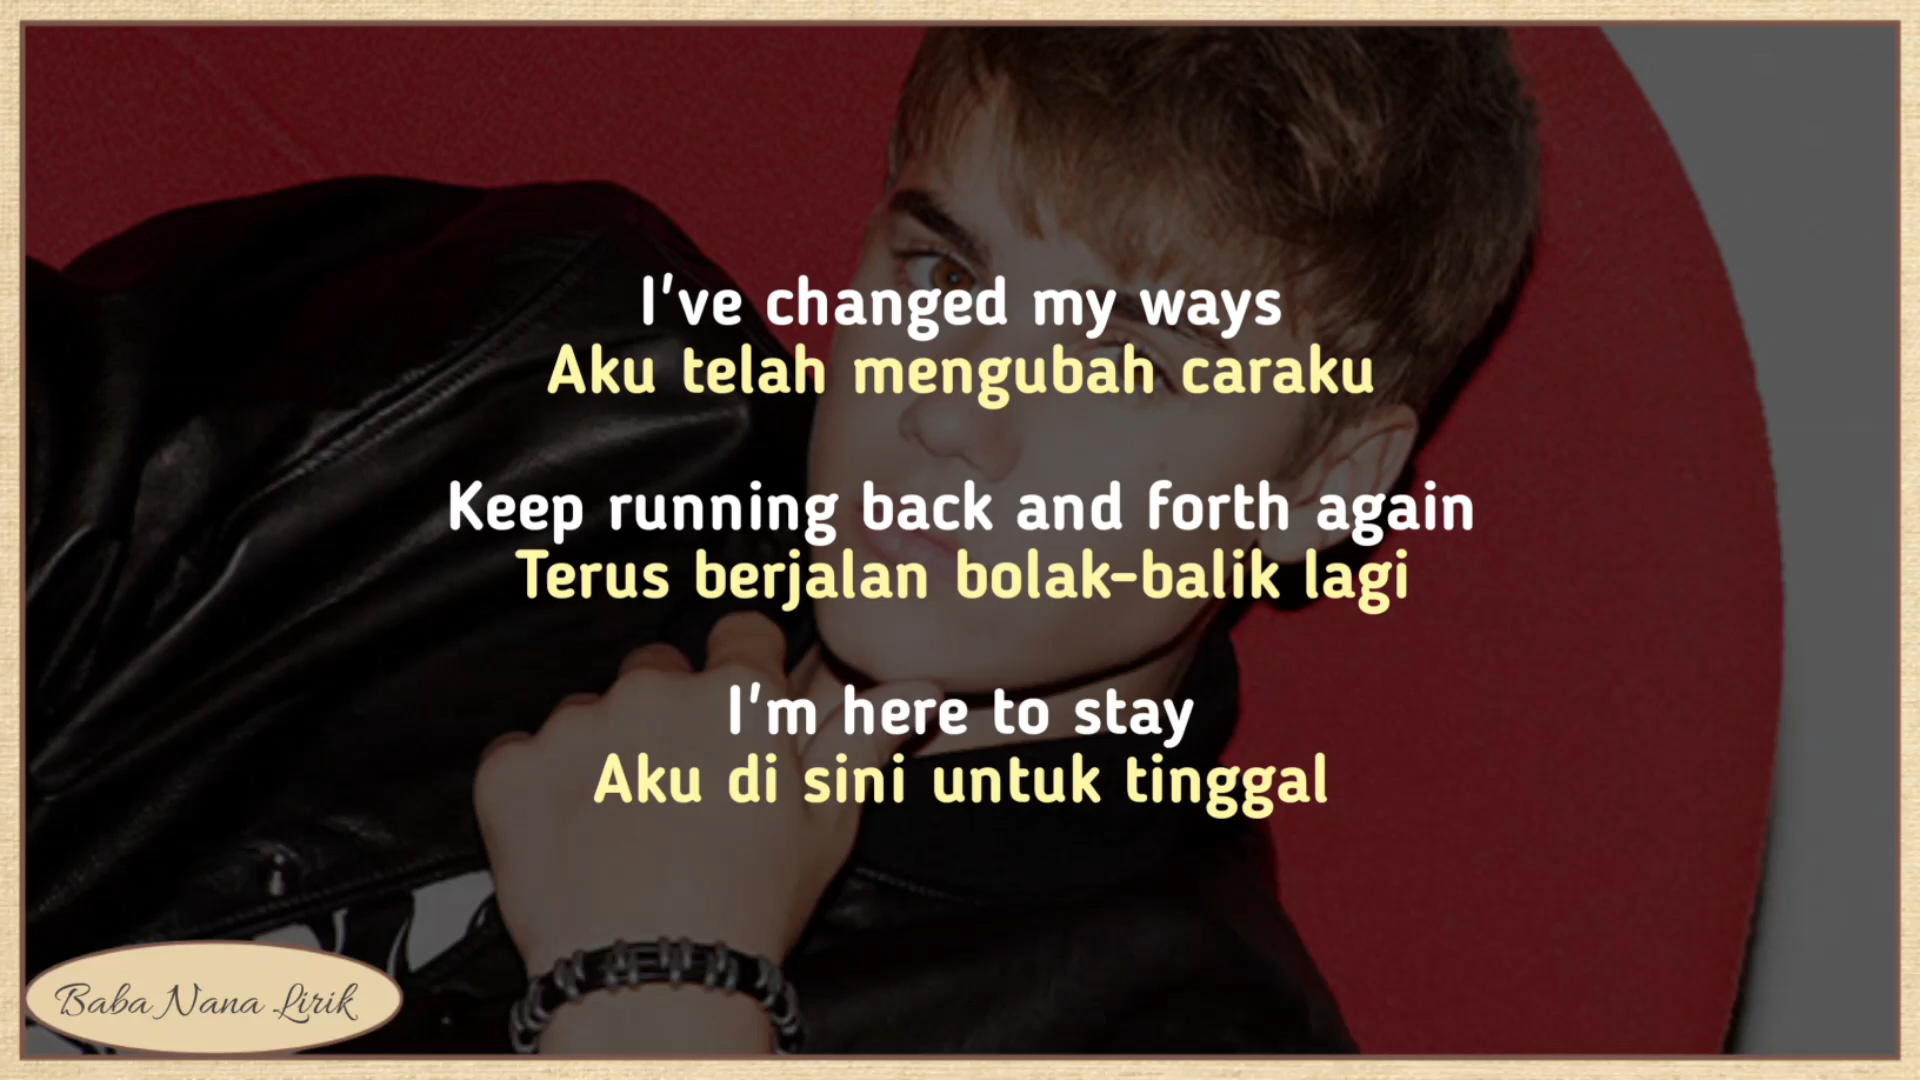 I've changed my ways
Aku telah mengubah caraku
Keep running back and forth again
Terus berjalan bolak-balik lagi
I'm here to stay
Aku di sini untuk tinggal
Baba Nana Lirik